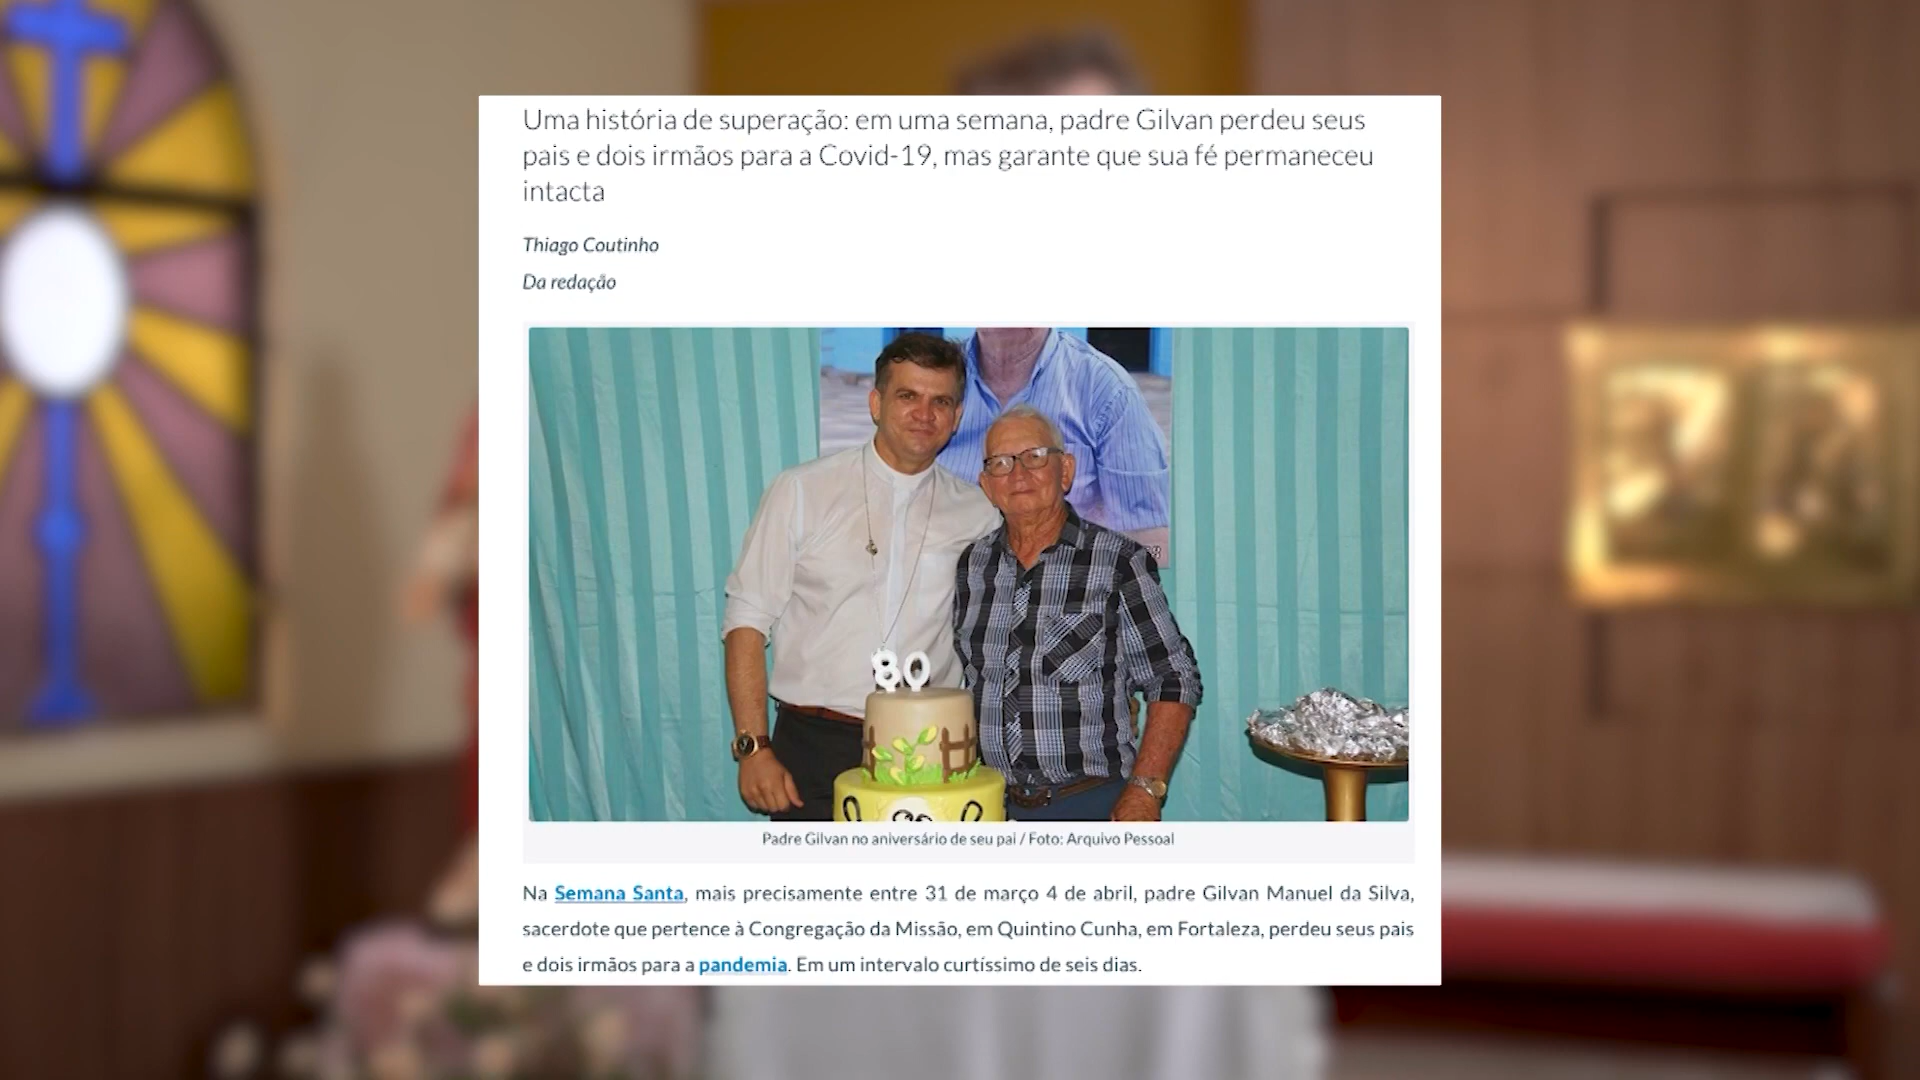 Uma história de superação: em uma semana, padre Gilvan perdeu seus
pais e dois irmãos para a Covid-19, mas garante que sua fé permaneceu
intacta
Thiago Coutinho
Da redação
80
Padre Gilvan no aniversário de seu pai / Foto: Arquivo Pessoal
Na Semana Santa, mais precisamente entre 31 de março 4 de abril, padre Gilvan Manuel da Silva,
sacerdote que pertence à Congregação da Missão, em Quintino Cunha, em Fortaleza, perdeu seus pais
e dois irmãos para a pandemia. Em um intervalo curtíssimo de seis dias.